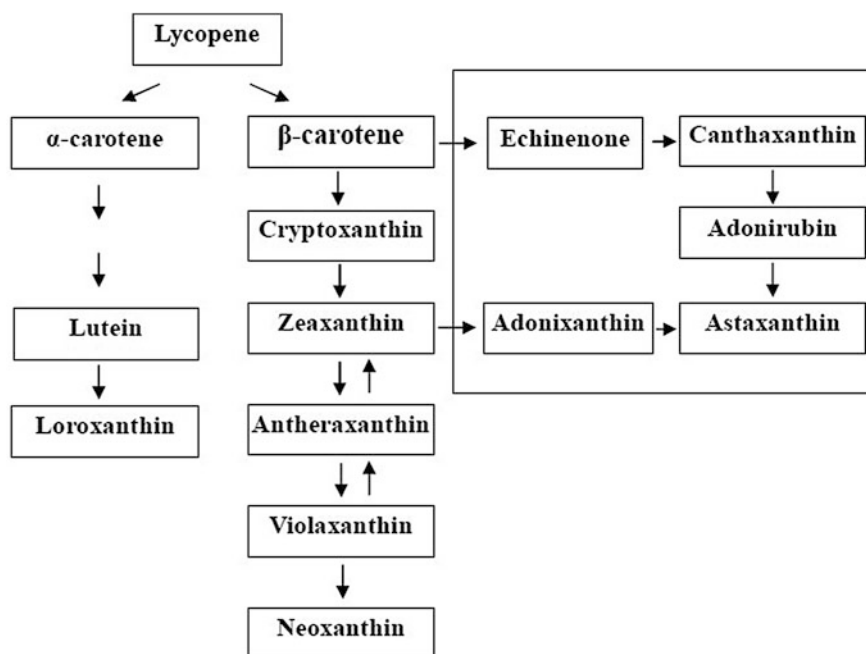 Lycopene
α-carotene
β-carotene
Echinenone
Canthaxanthin
Cryptoxanthin
Adonirubin
Lutein
Zeaxanthin
Adonixanthin
Astaxanthin
Loroxanthin
Antheraxanthin
Violaxanthin
Neoxanthin